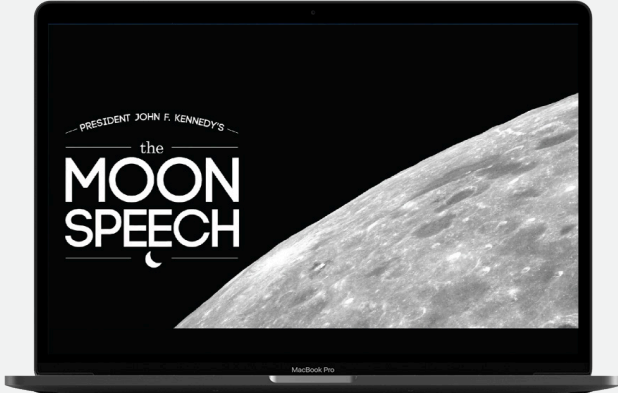 PRESIDENT JOHN F. KENNEDY'S
the
MOON
SPEECH
MacBook Pro